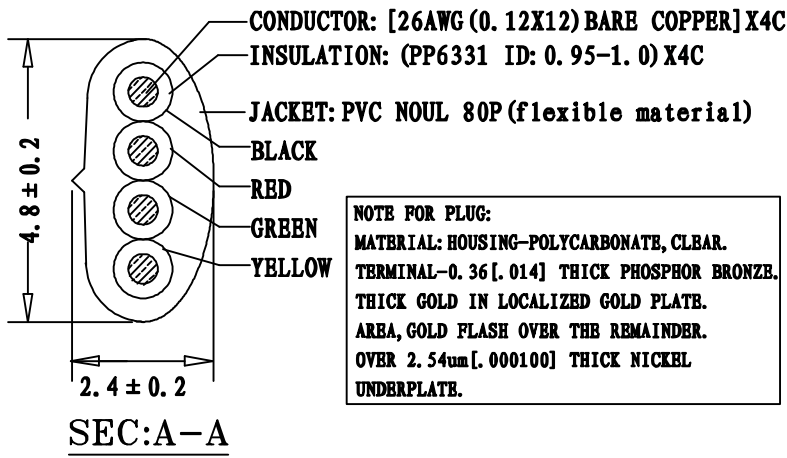 CONDUCTOR: [26AWG(0.12X12)BARE COPPER]X4C
INSULATION: (PP6331 ID:0.95-1.0)X4C
JACKET:PVC NOUL 80P(flexible material)
BLACK
RED
GREEN
YELLOW
4.8±0.2
2.4±0.2
SEC:A-A
NOTE FOR PLUG:
MATERIAL:HOUSING-POLYCARBONATE,CLEAR.
TERMINAL-0.36[.014] THICK PHOSPHOR BRONZE.
THICK GOLD IN LOCALIZED GOLD PLATE.
AREA,GOLD FLASH OVER THE REMAINDER.
OVER 2.54um[.000100] THICK NICKEL
UNDERPLATE.